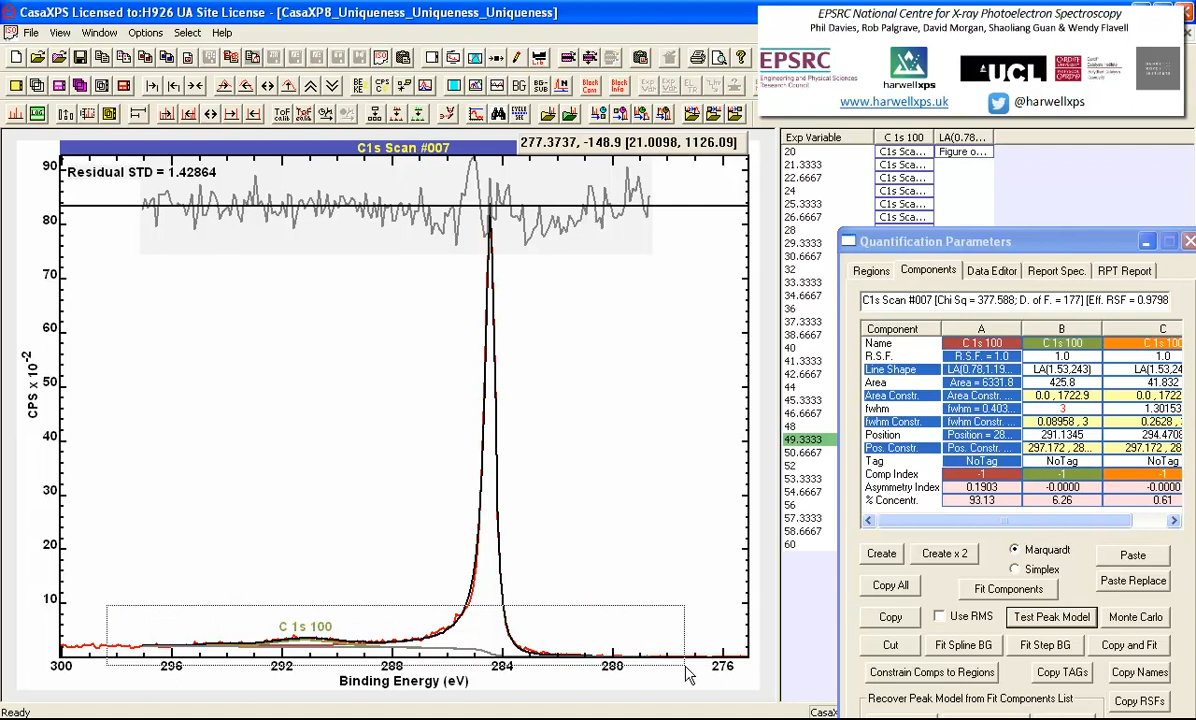 CasaXPS Licensed to:H926 UA Site License - [CasaXP8_Uniqueness_Uniqueness_Uniqueness]
File View Window Options Select Help
EPSRC National Centre for X-ray Photoelectron Spectroscopy
Phil Davies, Rob Palgrave, David Morgan, Shaoliang Guan & Wendy Flavell
EPSRC
Engineering and Physical Sciences
Research Council
harwellxps
UCL
www.harwellxps.uk
@harwellxps
C1s Scan #007
277.3737, -148.9 [21.0098, 1126.09]
Residual STD = 1.42864
90
80
70
60
50
40
30
20
10
CPS x 10-2
C 1s 100
300 296 292 288 284 280 276
Binding Energy (eV)
Exp Variable C 1s 100 LA(0.78...
20 C1s Sca... Figure o...
21.3333 C1s Sca...
22.6667 C1s Sca...
24 C1s Sca...
25.3333 C1s Sca...
26.6667 C1s Sca...
28
29.3333
30.6667
32
33.3333
34.6667
36
37.3333
38.6667
40
41.3333
42.6667
44
45.3333
46.6667
48
49.3333
50.6667
52
53.3333
54.6667
56
57.3333
58.6667
60
Quantification Parameters
Regions Components Data Editor Report Spec. RPT Report
C1s Scan #007 [Chi Sq = 377.588; D. of F. = 177] [Eff. RSF = 0.9798
Component A B C
Name C 1s 100 C 1s 100 C 1s 100
R.S.F. R.S.F. = 1.0 1.0 1.0
Line Shape LA(0.78,1.19... LA(1.53,243) LA(1.53,24
Area Area = 6331.8 425.8 41.832
Area Constr. Area Constr. ... 0.0 , 1722.9 0.0 , 1722
fwhm fwhm = 0.403... 3 1.30153
fwhm Constr. fwhm Constr. ... 0.08958 , 3 0.2628 , 3
Position Position = 28... 291.1345 294.4708
Pos. Constr. Pos. Constr. ... 297.172 , 28... 297.172 , 28
Tag NoTag NoTag NoTag
Comp Index -1 -1 -1
Asymmetry Index 0.1903 -0.0000 -0.0000
% Concentr. 93.13 6.26 0.61
Create Create x 2 Marquardt Paste
Simplex
Copy All Fit Components Paste Replace
Copy Use RMS Test Peak Model Monte Carlo
Cut Fit Spline BG Fit Step BG Copy and Fit
Constrain Comps to Regions Copy TAGs Copy Names
Recover Peak Model from Fit Components List Copy RSFs
Ready
CasaX